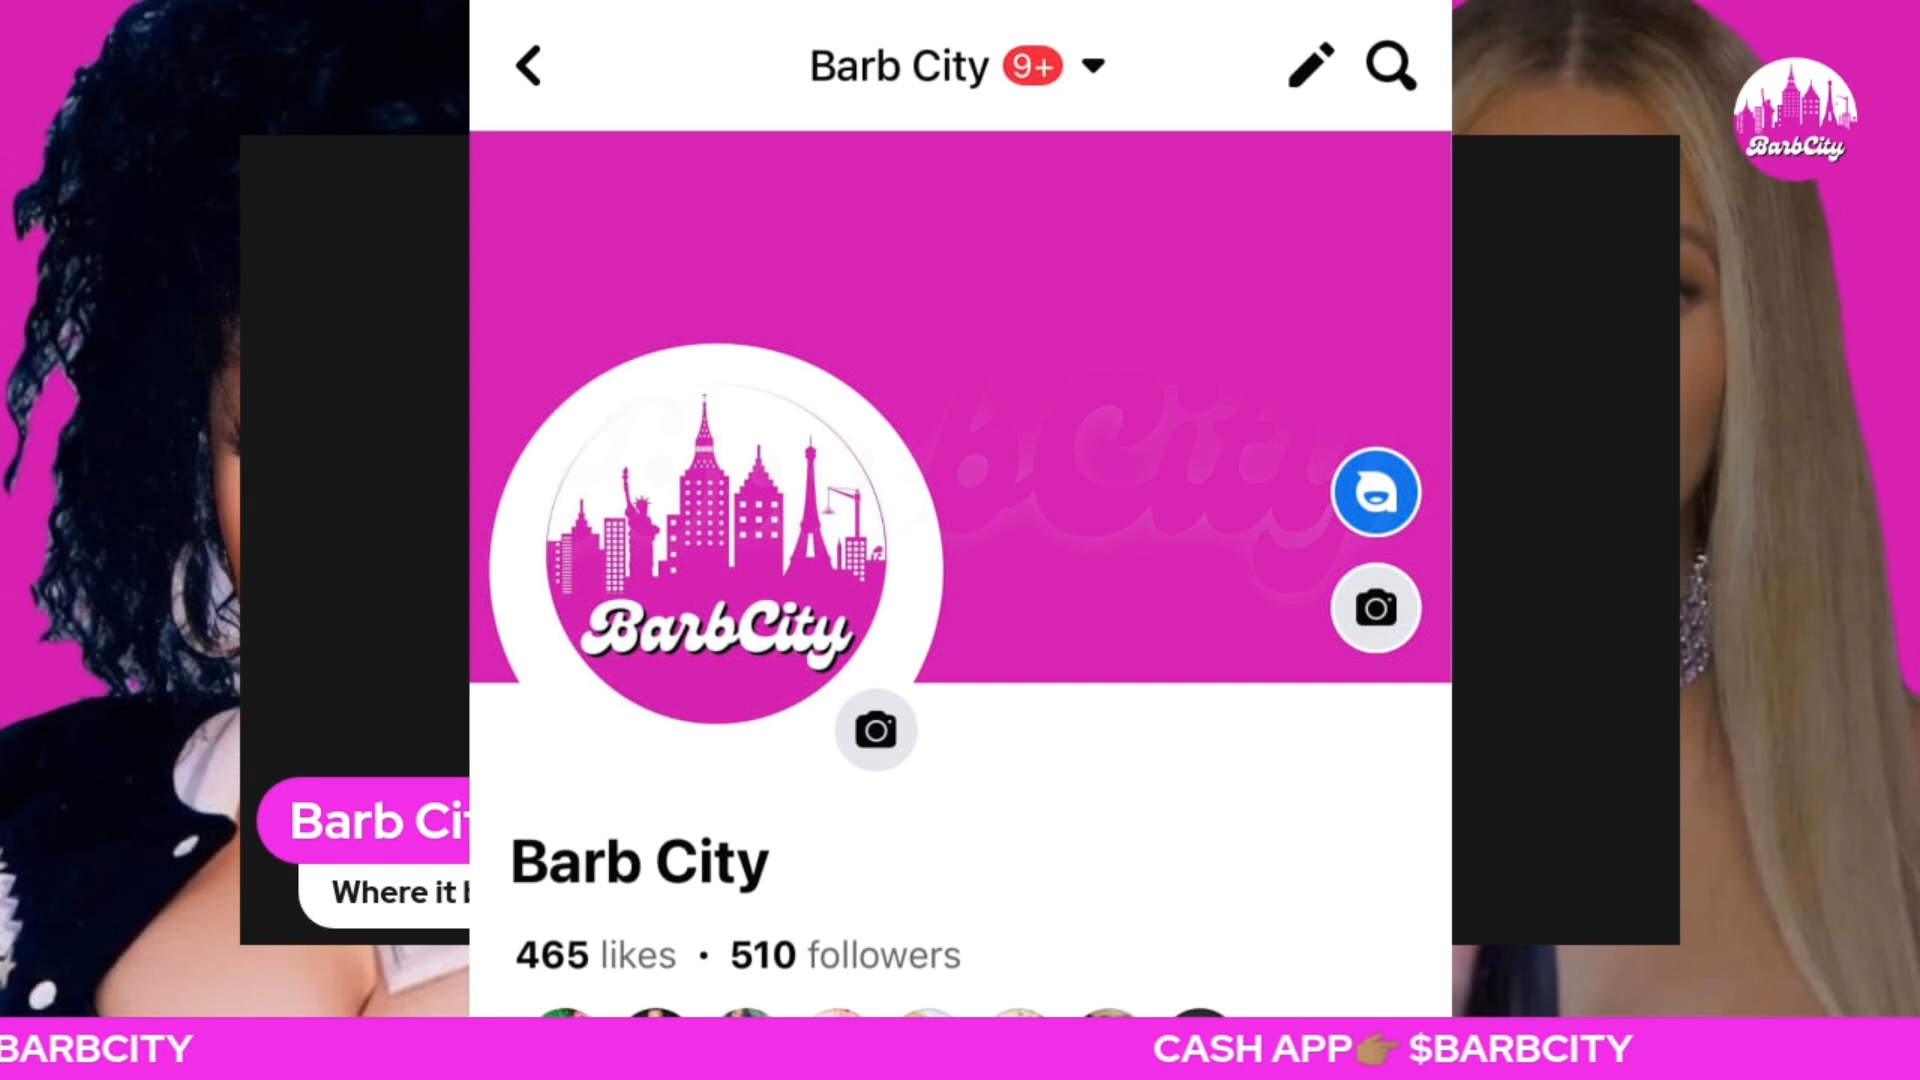 Barb City 9+
BarbCity
BarbCity
BarbCity
Barb City
465 likes · 510 followers
Barb Cit
Where it
BARBCITY
CASH APP👉🏽 $BARBCITY